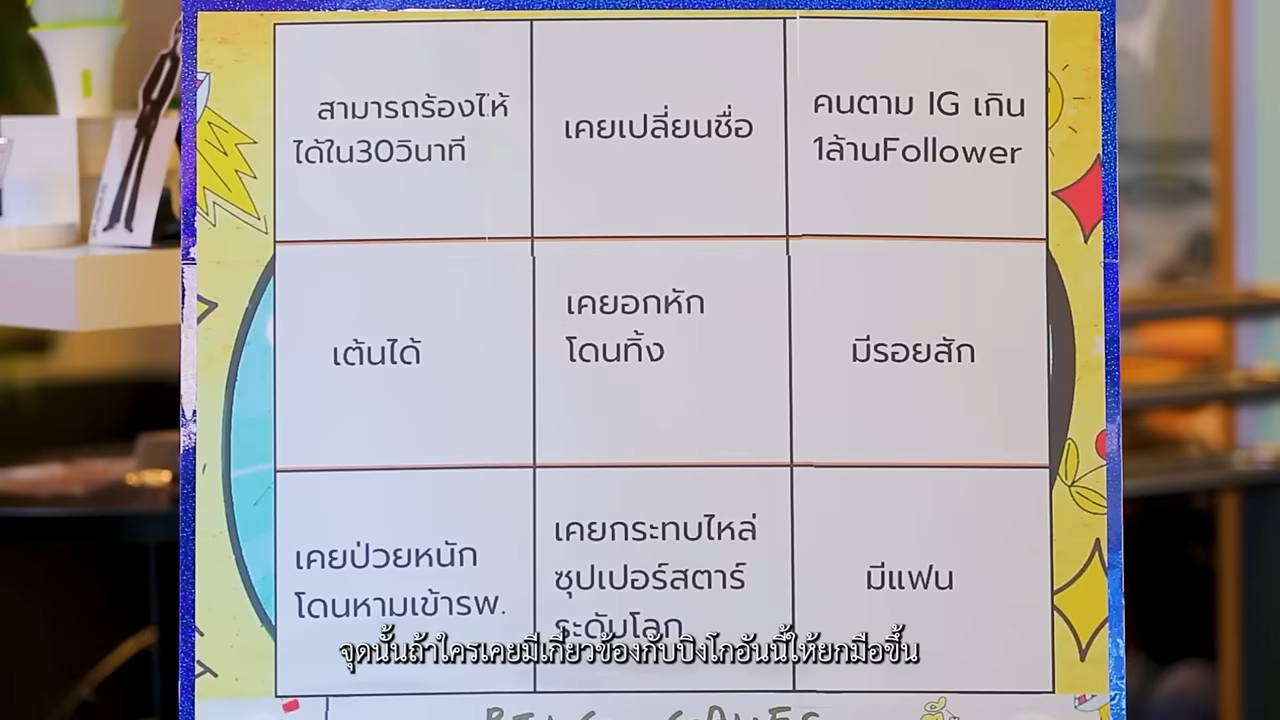 สามารถร้องไห้
ได้ใน30วินาที
เคยเปลี่ยนชื่อ
คนตาม IG เกิน
1ล้านFollower
เต้นได้
เคยอกหัก
โดนทิ้ง
มีรอยสัก
เคยป่วยหนัก
โดนหามเข้ารพ.
เคยกระทบไหล่
ซุปเปอร์สตาร์
ระดับโลก
มีแฟน
จุดนั้นถ้าใครเคยมีเกี่ยวข้องกับบิงโกอันนี้ให้ยกมือขึ้น